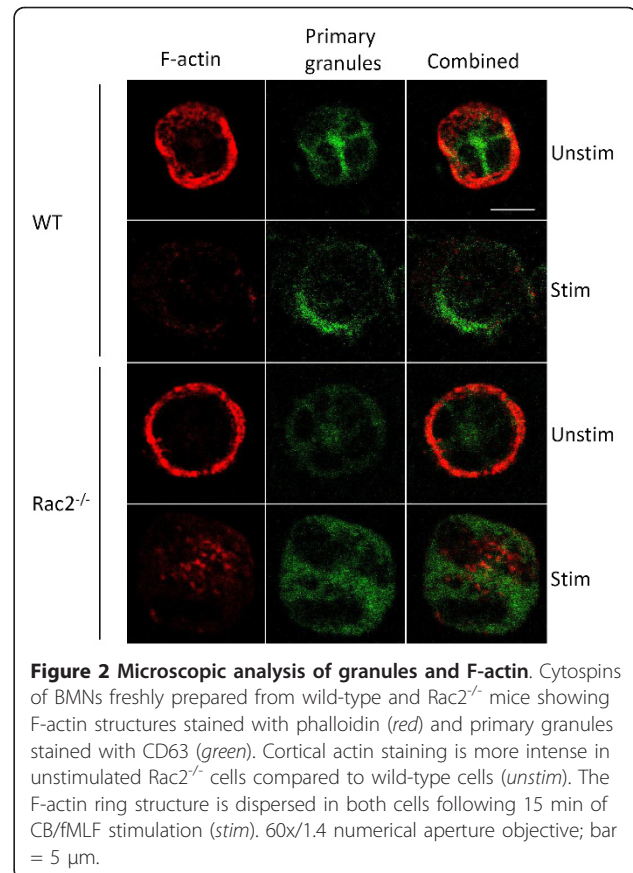 Primary
F-actin granules Combined
Unstim
WT
Stim
Unstim
Rac2-/-
Stim
Figure 2 Microscopic analysis of granules and F-actin. Cytospins
of BMNs freshly prepared from wild-type and Rac2-/- mice showing
F-actin structures stained with phalloidin (red) and primary granules
stained with CD63 (green). Cortical actin staining is more intense in
unstimulated Rac2-/- cells compared to wild-type cells (unstim). The
F-actin ring structure is dispersed in both cells following 15 min of
CB/fMLF stimulation (stim). 60x/1.4 numerical aperture objective; bar
= 5 μm.